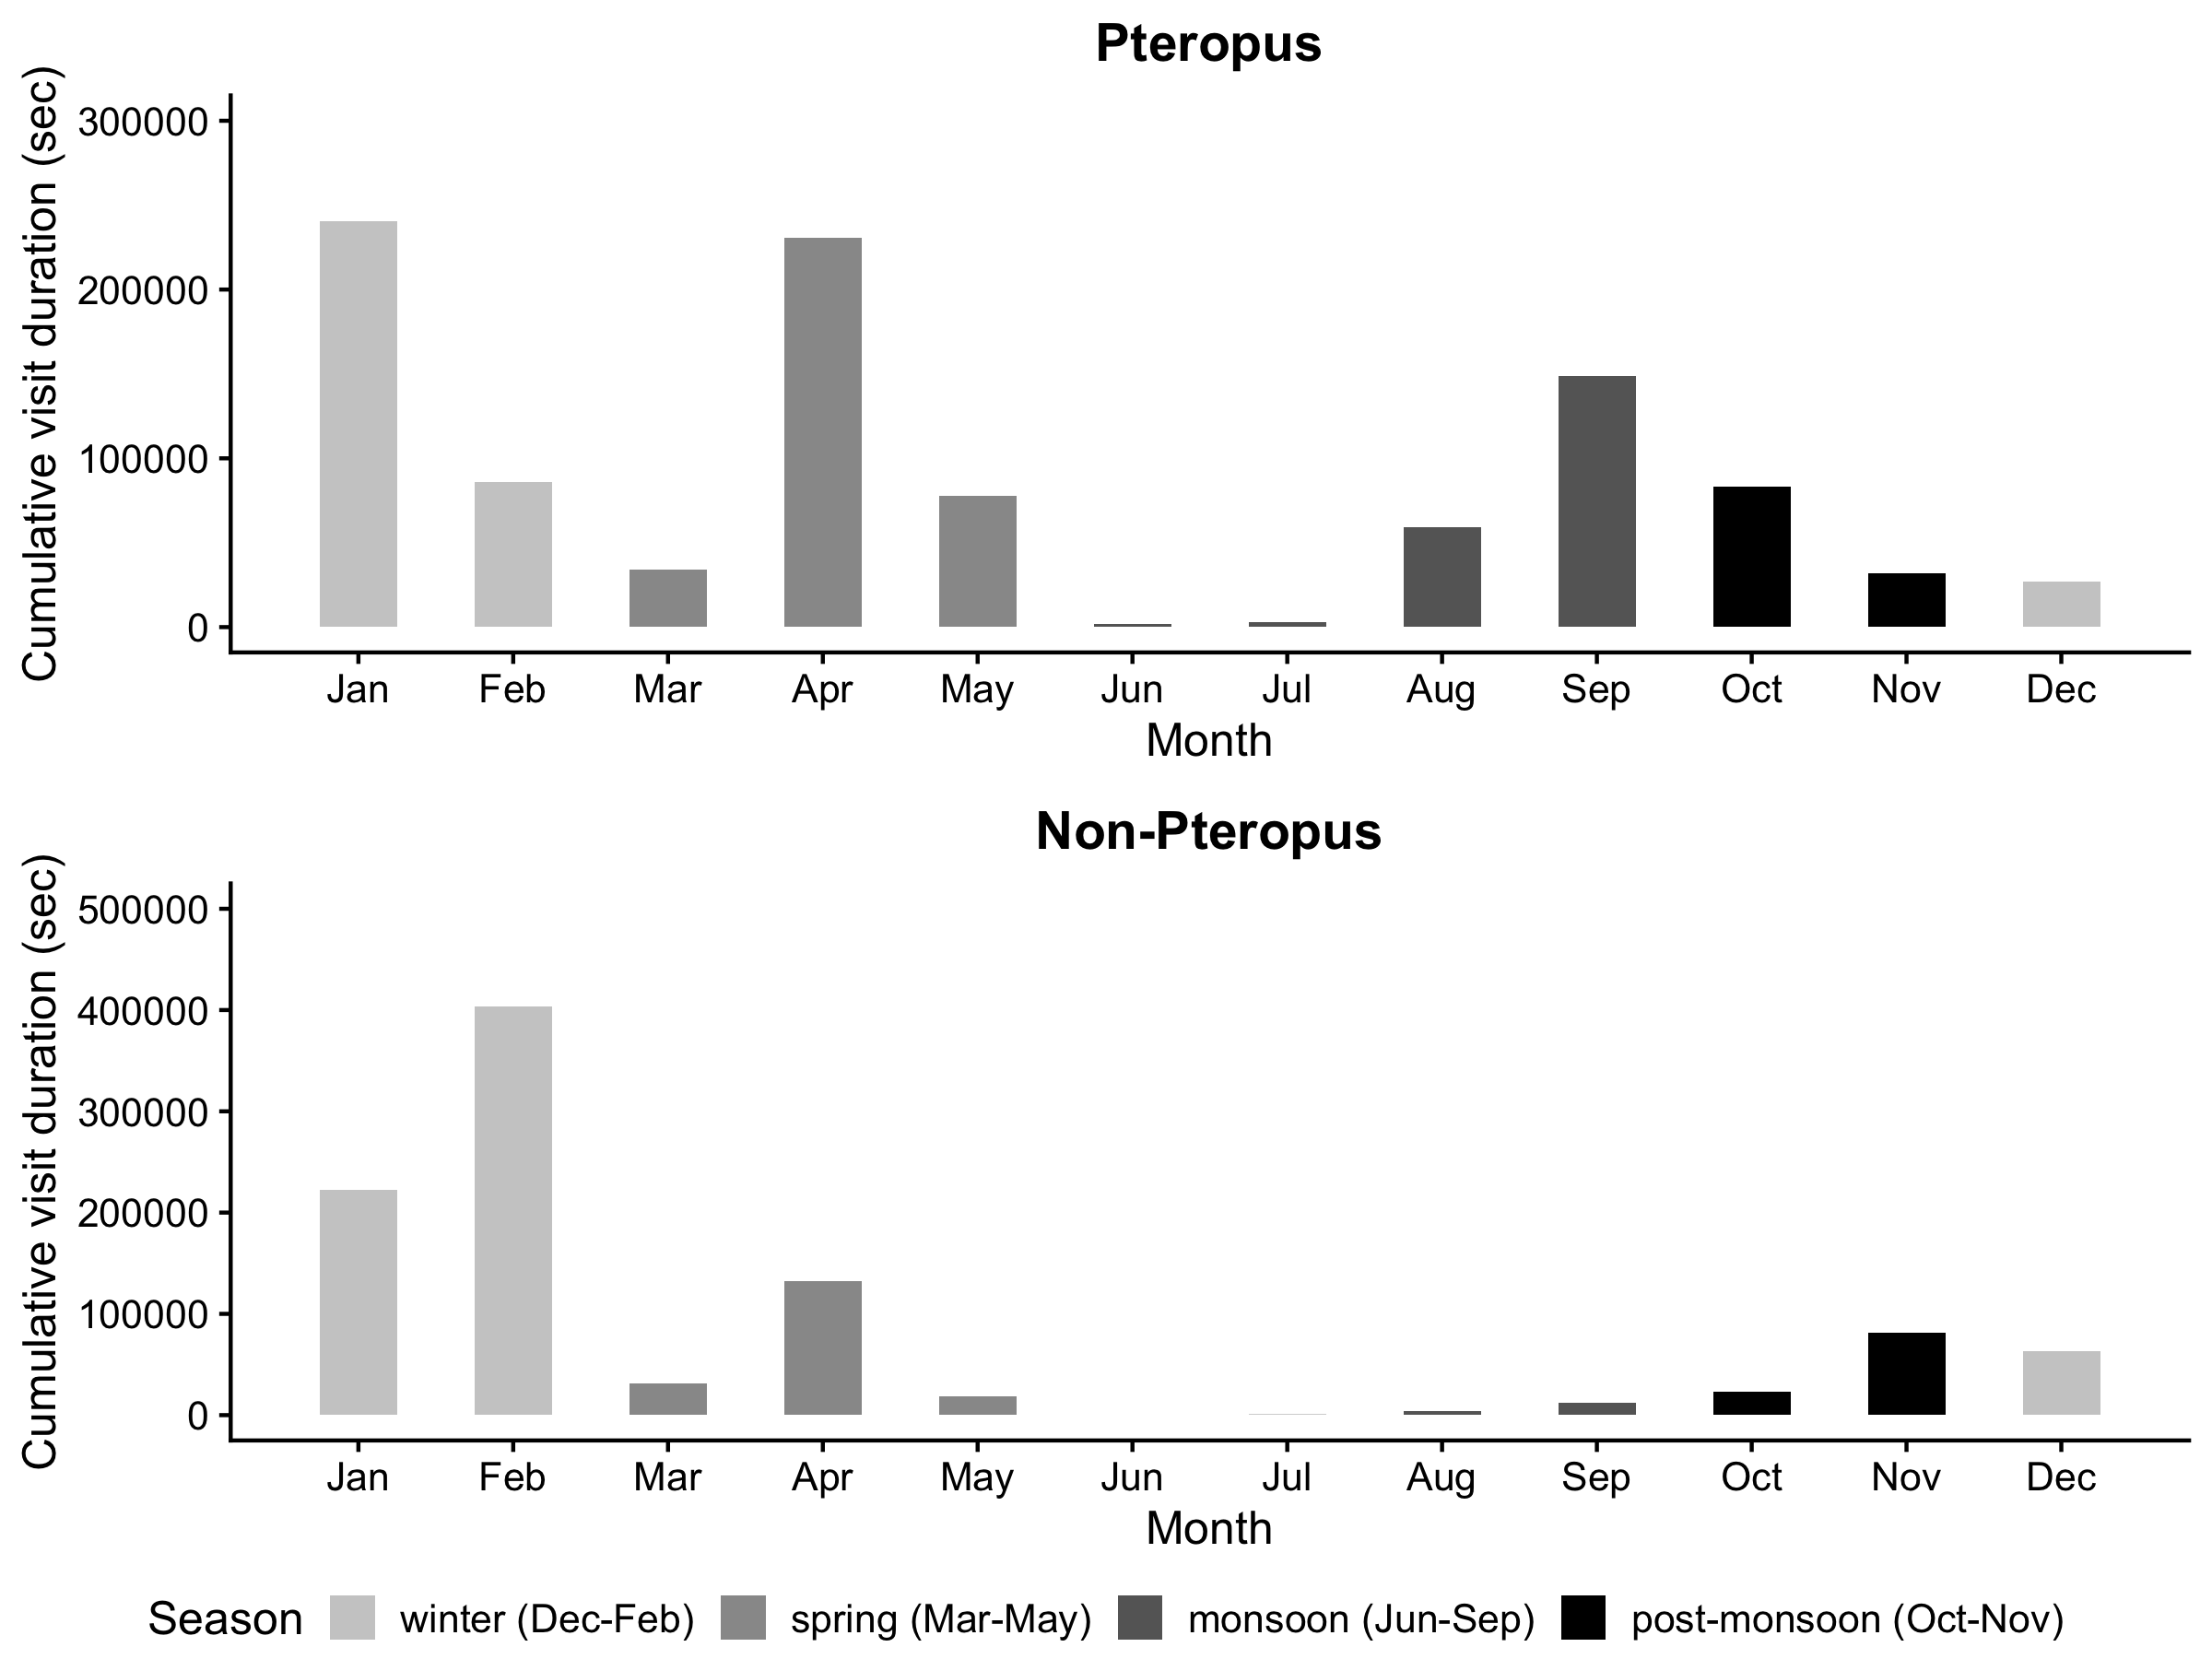 Pteropus
Cumulative visit duration (sec)
300000
200000
100000
0
Jan Feb Mar Apr May Jun Jul Aug Sep Oct Nov Dec
Month
Non-Pteropus
Cumulative visit duration (sec)
500000
400000
300000
200000
100000
0
Jan Feb Mar Apr May Jun Jul Aug Sep Oct Nov Dec
Month
Season winter (Dec-Feb) spring (Mar-May) monsoon (Jun-Sep) post-monsoon (Oct-Nov)